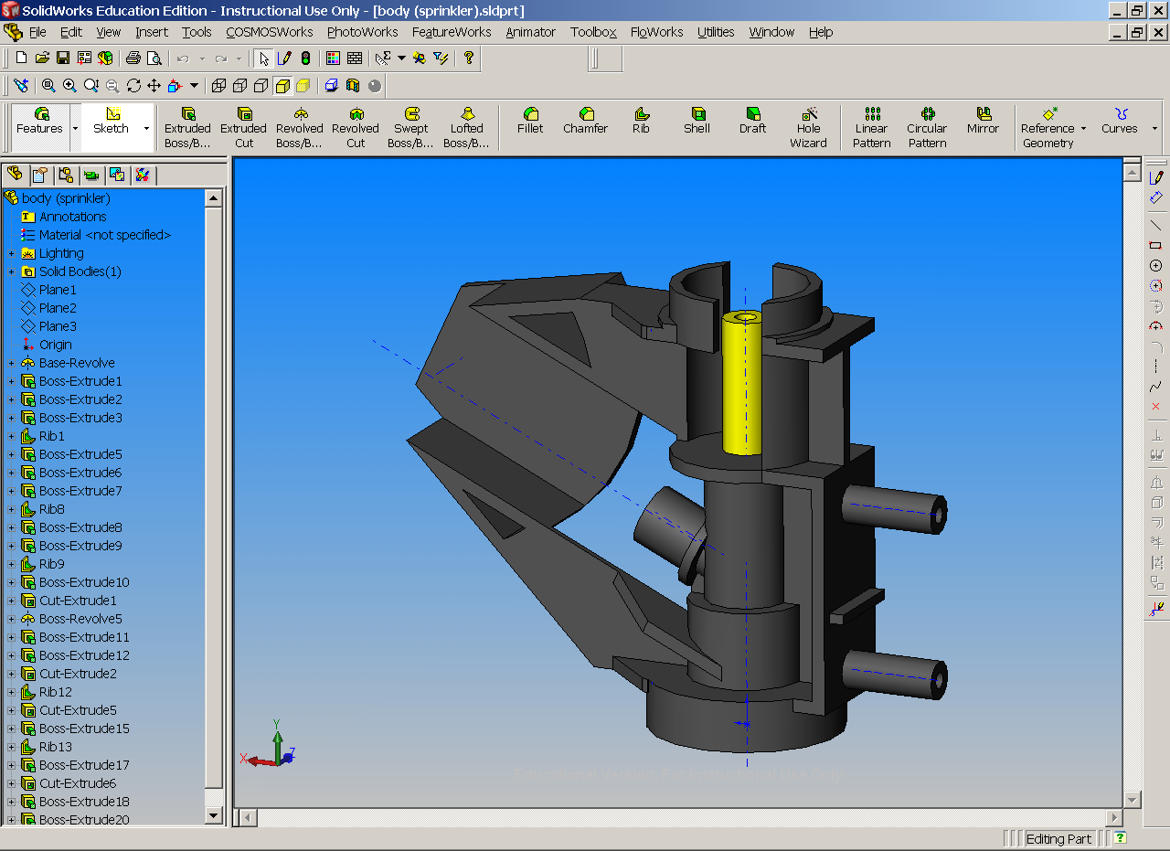 SolidWorks Education Edition - Instructional Use Only - [body (sprinkler).sldprt]
File Edit View Insert Tools COSMOSWorks PhotoWorks FeatureWorks Animator Toolbox FloWorks Utilities Window Help
Features Sketch Extruded Boss/B... Extruded Cut Revolved Boss/B... Revolved Cut Swept Boss/B... Lofted Boss/B... Fillet Chamfer Rib Shell Draft Hole Wizard Linear Pattern Circular Pattern Mirror Reference Geometry Curves
body (sprinkler)
Annotations
Material <not specified>
Lighting
Solid Bodies(1)
Plane1
Plane2
Plane3
Origin
Base-Revolve
Boss-Extrude1
Boss-Extrude2
Boss-Extrude3
Rib1
Boss-Extrude5
Boss-Extrude6
Boss-Extrude7
Rib8
Boss-Extrude8
Boss-Extrude9
Rib9
Boss-Extrude10
Cut-Extrude1
Boss-Revolve5
Boss-Extrude11
Boss-Extrude12
Cut-Extrude2
Rib12
Cut-Extrude5
Boss-Extrude15
Rib13
Boss-Extrude17
Cut-Extrude6
Boss-Extrude18
Boss-Extrude20
Y
X
Z
Educational Version. For Instructional Use Only
Editing Part